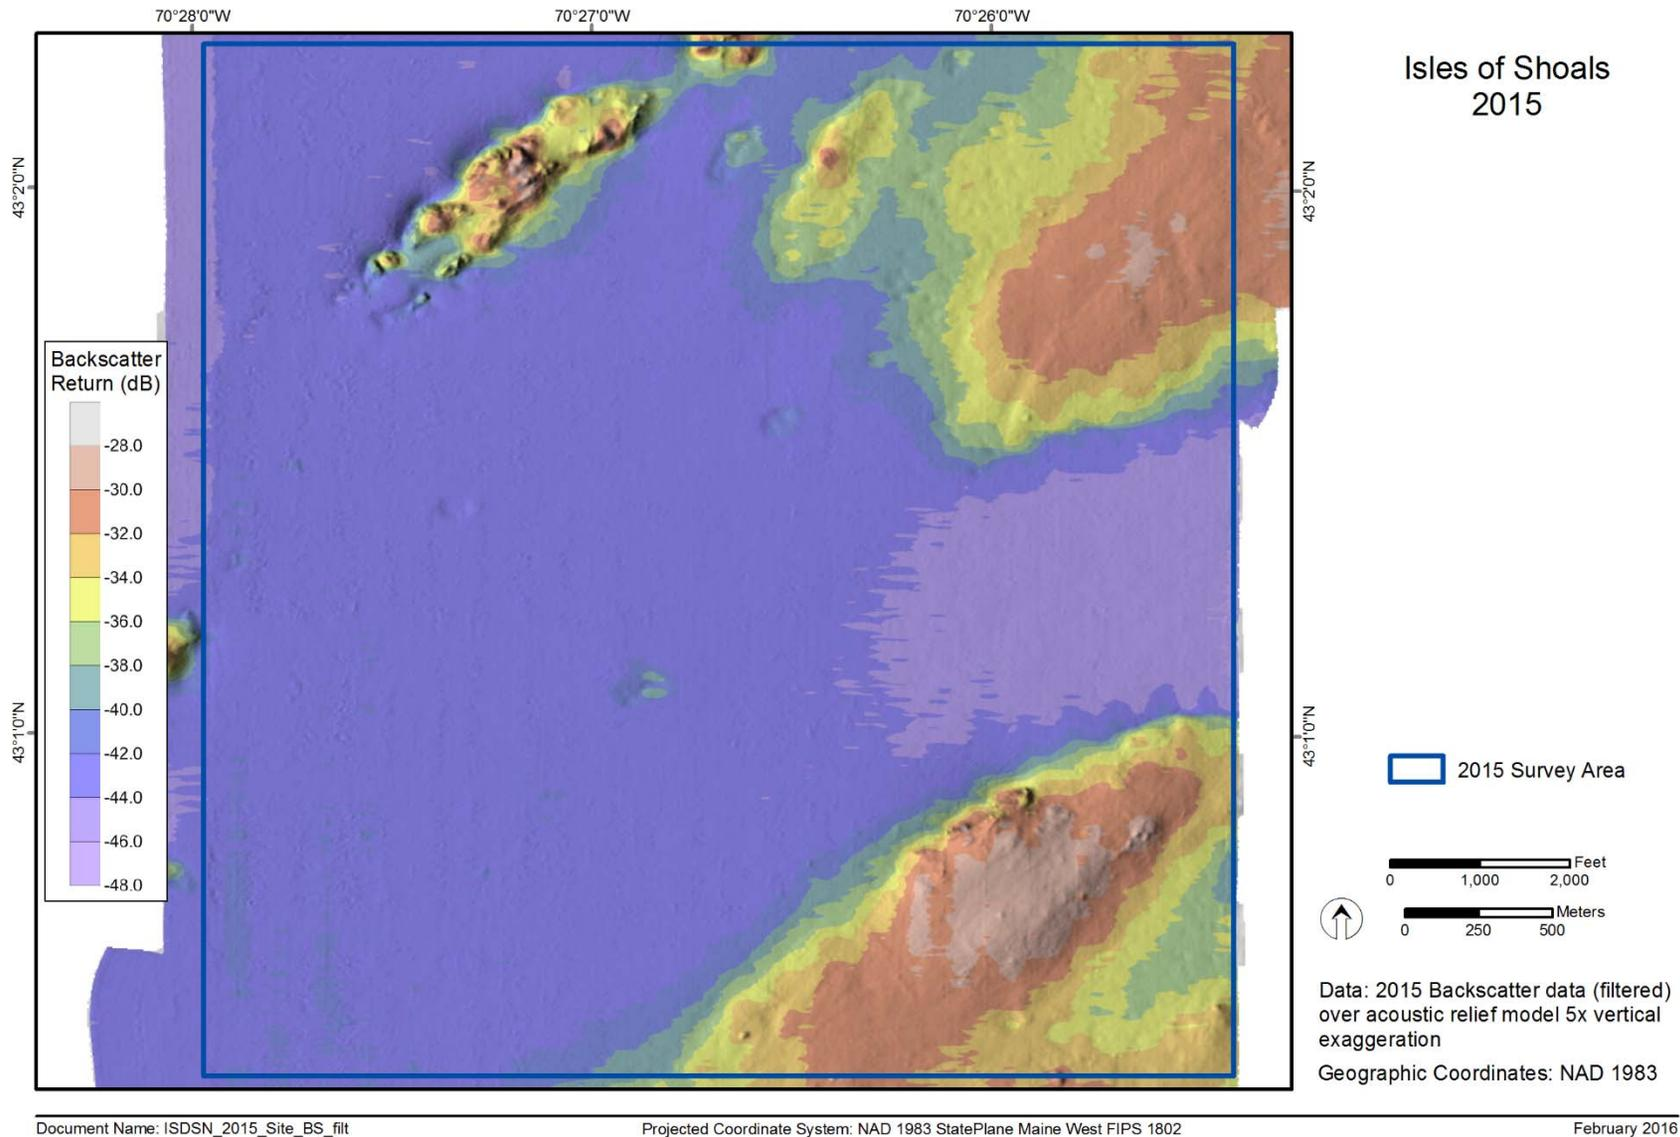 70°28'0"W
70°27'0"W
70°26'0"W
Isles of Shoals
2015
43°2'0"N
43°2'0"N
Backscatter
Return (dB)
-28.0
-30.0
-32.0
-34.0
-36.0
-38.0
-40.0
-42.0
-44.0
-46.0
-48.0
43°1'0"N
43°1'0"N
2015 Survey Area
Feet
0 1,000 2,000
Meters
0 250 500
Data: 2015 Backscatter data (filtered)
over acoustic relief model 5x vertical
exaggeration
Geographic Coordinates: NAD 1983
Document Name: ISDSN_2015_Site_BS_filt
Projected Coordinate System: NAD 1983 StatePlane Maine West FIPS 1802
February 2016